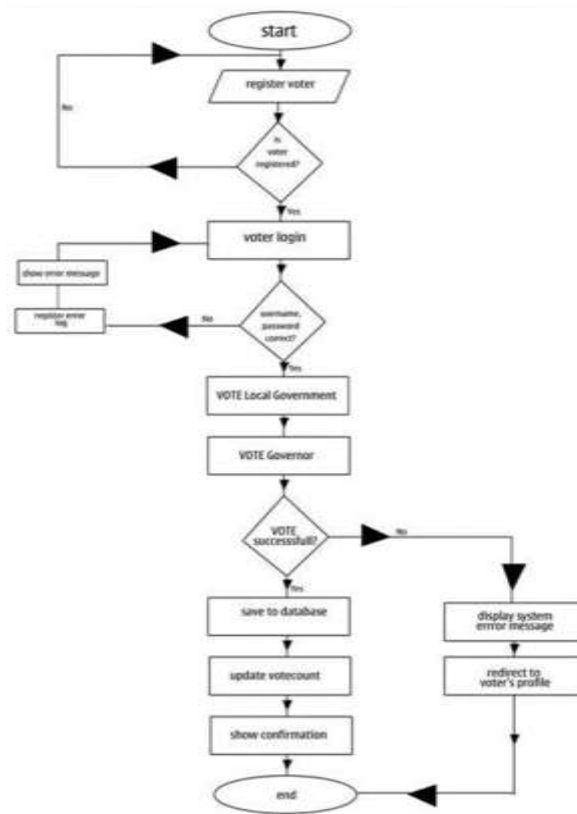 start
register voter
No
Is
voter
registered?
Yes
voter login
show error message
register error
log
No
username,
password
correct?
Yes
VOTE Local Government
VOTE Governor
VOTE
successsfull?
No
Yes
save to database
display system
errror message
update votecount
redirect to
voter's profile
show confirmation
end